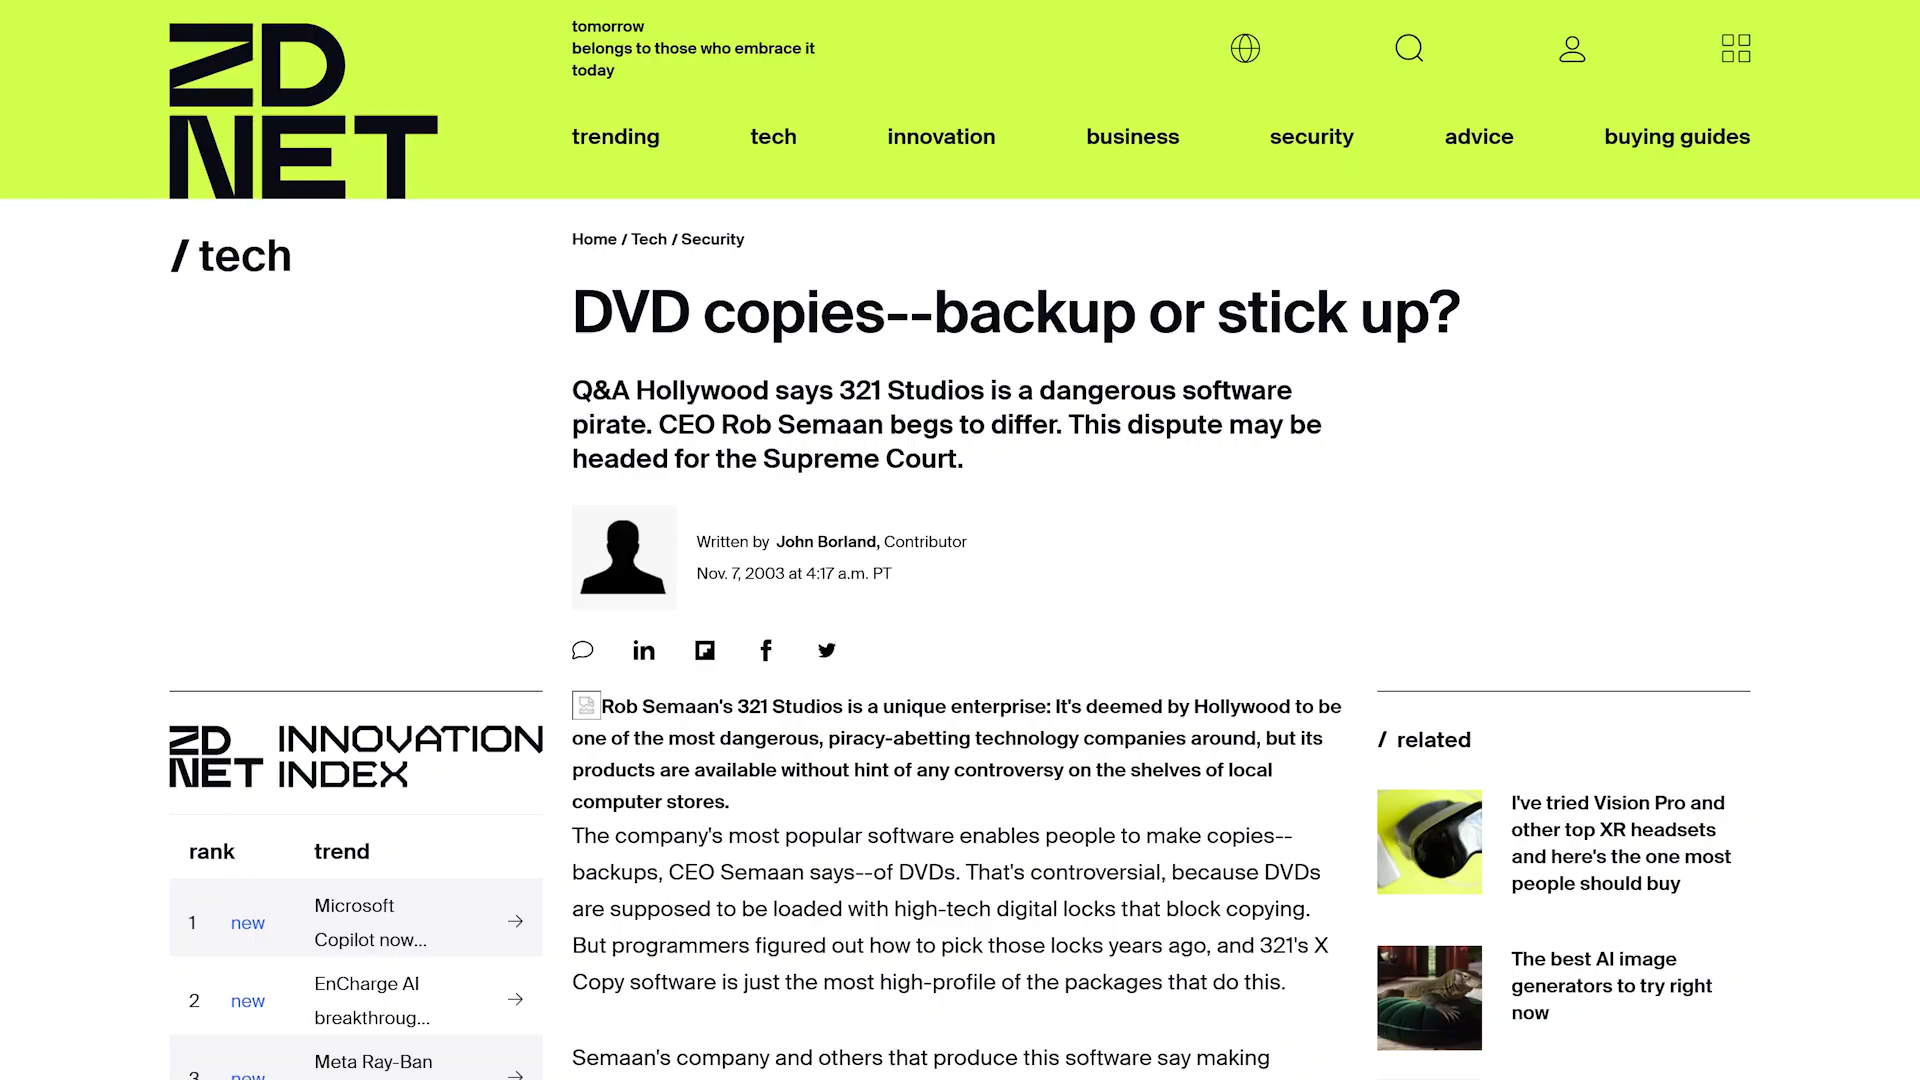 ZD
NET
tomorrow
belongs to those who embrace it
today
trending
tech
innovation
business
security
advice
buying guides
/ tech
Home / Tech / Security
DVD copies--backup or stick up?
Q&A Hollywood says 321 Studios is a dangerous software
pirate. CEO Rob Semaan begs to differ. This dispute may be
headed for the Supreme Court.
Written by John Borland, Contributor
Nov. 7, 2003 at 4:17 a.m. PT
Rob Semaan's 321 Studios is a unique enterprise: It's deemed by Hollywood to be
one of the most dangerous, piracy-abetting technology companies around, but its
products are available without hint of any controversy on the shelves of local
computer stores.
The company's most popular software enables people to make copies--
backups, CEO Semaan says--of DVDs. That's controversial, because DVDs
are supposed to be loaded with high-tech digital locks that block copying.
But programmers figured out how to pick those locks years ago, and 321's X
Copy software is just the most high-profile of the packages that do this.
Semaan's company and others that produce this software say making
ZD
NET
INNOVATION
INDEX
rank
trend
1
new
Microsoft
Copilot now...
2
new
EnCharge AI
breakthroug...
3
new
Meta Ray-Ban
/ related
I've tried Vision Pro and
other top XR headsets
and here's the one most
people should buy
The best AI image
generators to try right
now